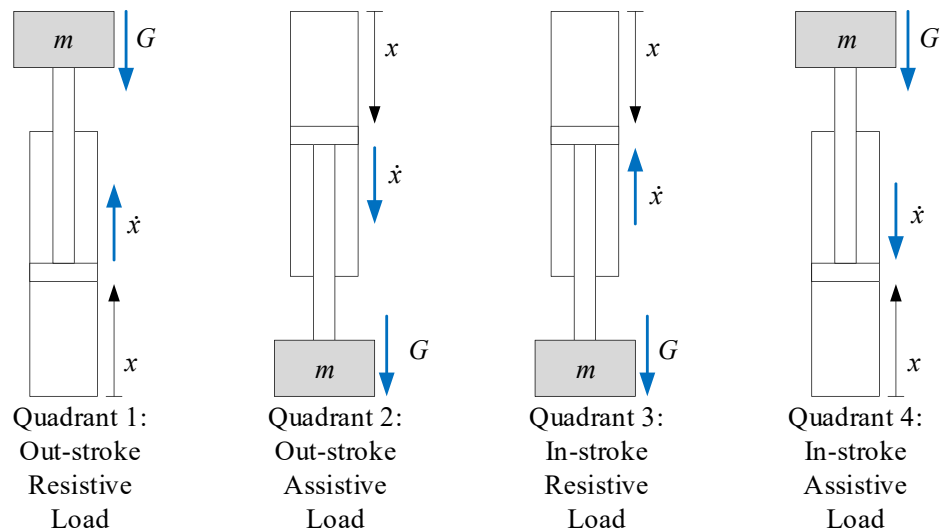 m
G
x
ẋ
Quadrant 1:
Out-stroke
Resistive
Load
x
ẋ
G
m
Quadrant 2:
Out-stroke
Assistive
Load
x
ẋ
G
m
Quadrant 3:
In-stroke
Resistive
Load
m
G
ẋ
x
Quadrant 4:
In-stroke
Assistive
Load